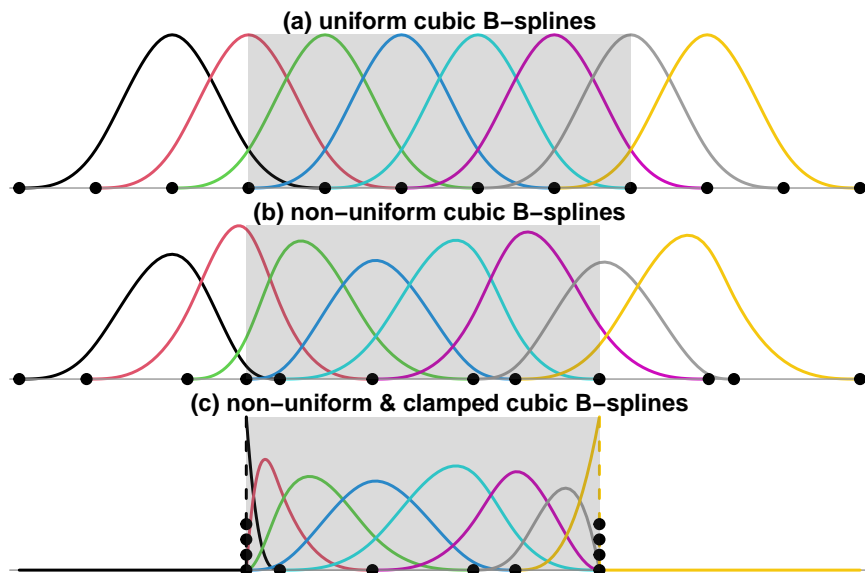 (a) uniform cubic B−splines
(b) non−uniform cubic B−splines
(c) non−uniform & clamped cubic B−splines